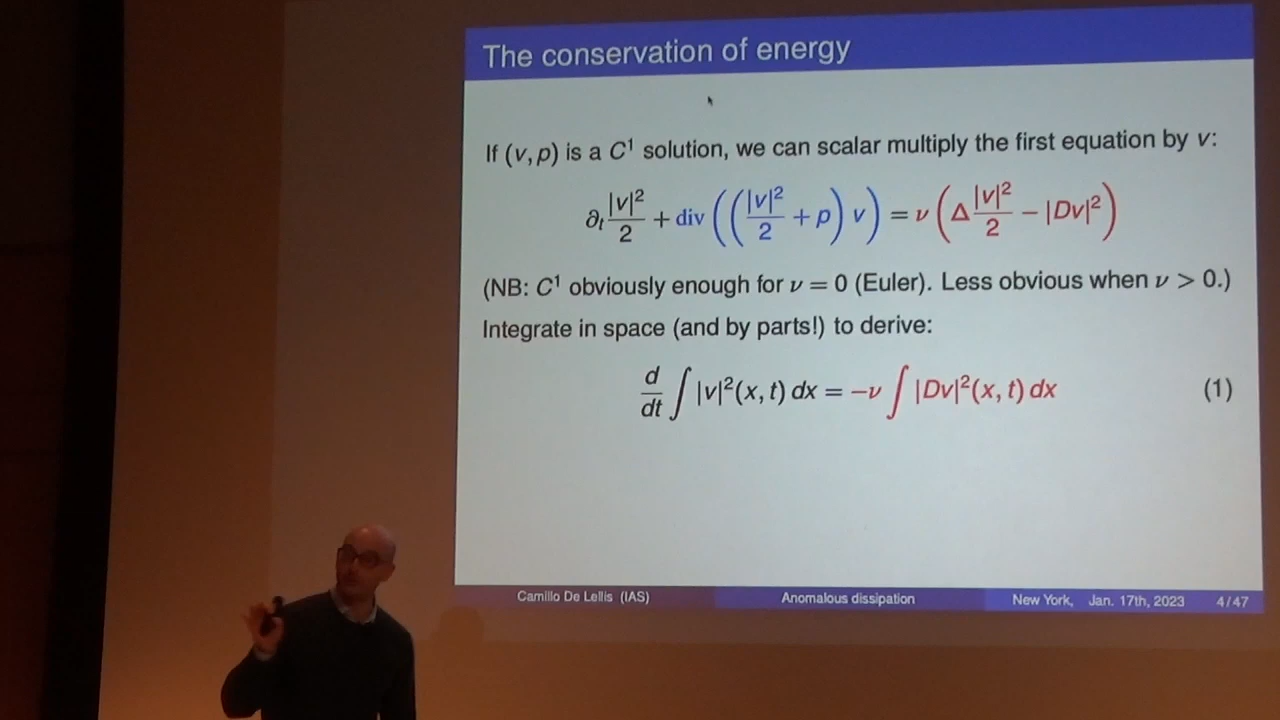 The conservation of energy
If (v, p) is a C¹ solution, we can scalar multiply the first equation by v:
∂ₜ |v|²/2 + div ((|v|²/2 + p) v) = ν (Δ |v|²/2 − |Dv|²)
(NB: C¹ obviously enough for ν = 0 (Euler). Less obvious when ν > 0.)
Integrate in space (and by parts!) to derive:
d/dt ∫ |v|²(x, t) dx = −ν ∫ |Dv|²(x, t) dx (1)
Camillo De Lellis (IAS) Anomalous dissipation New York, Jan. 17th, 2023 4/47